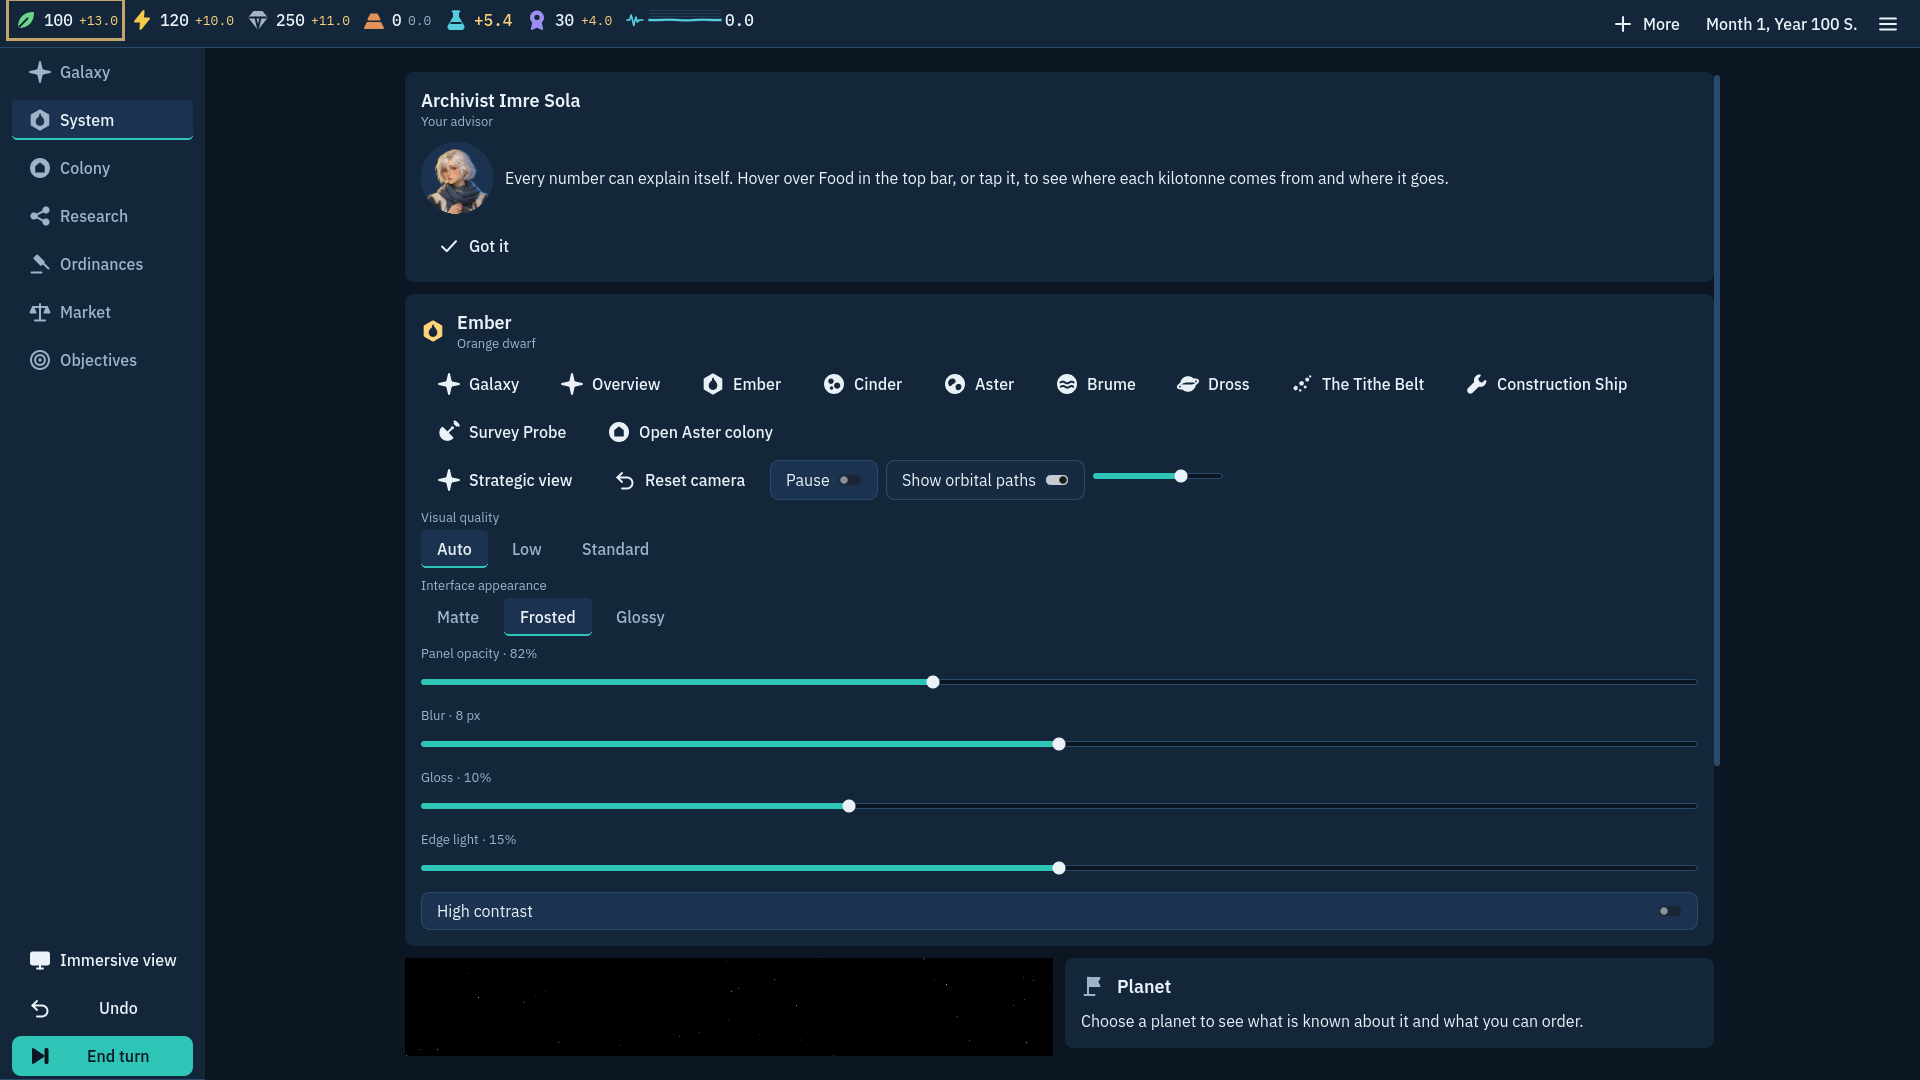 100 +13.0 120 +10.0 250 +11.0 0 0.0 +5.4 30 +4.0 0.0 More Month 1, Year 100 S.
Galaxy
System
Colony
Research
Ordinances
Market
Objectives
Immersive view
Undo
End turn
Archivist Imre Sola
Your advisor
Every number can explain itself. Hover over Food in the top bar, or tap it, to see where each kilotonne comes from and where it goes.
Got it
Ember
Orange dwarf
Galaxy Overview Ember Cinder Aster Brume Dross The Tithe Belt Construction Ship
Survey Probe Open Aster colony
Strategic view Reset camera Pause Show orbital paths
Visual quality
Auto Low Standard
Interface appearance
Matte Frosted Glossy
Panel opacity · 82%
Blur · 8 px
Gloss · 10%
Edge light · 15%
High contrast
Planet
Choose a planet to see what is known about it and what you can order.